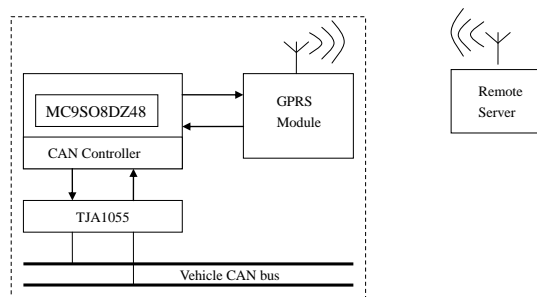 MC9SO8DZ48
CAN Controller
GPRS
Module
Remote
Server
TJA1055
Vehicle CAN bus